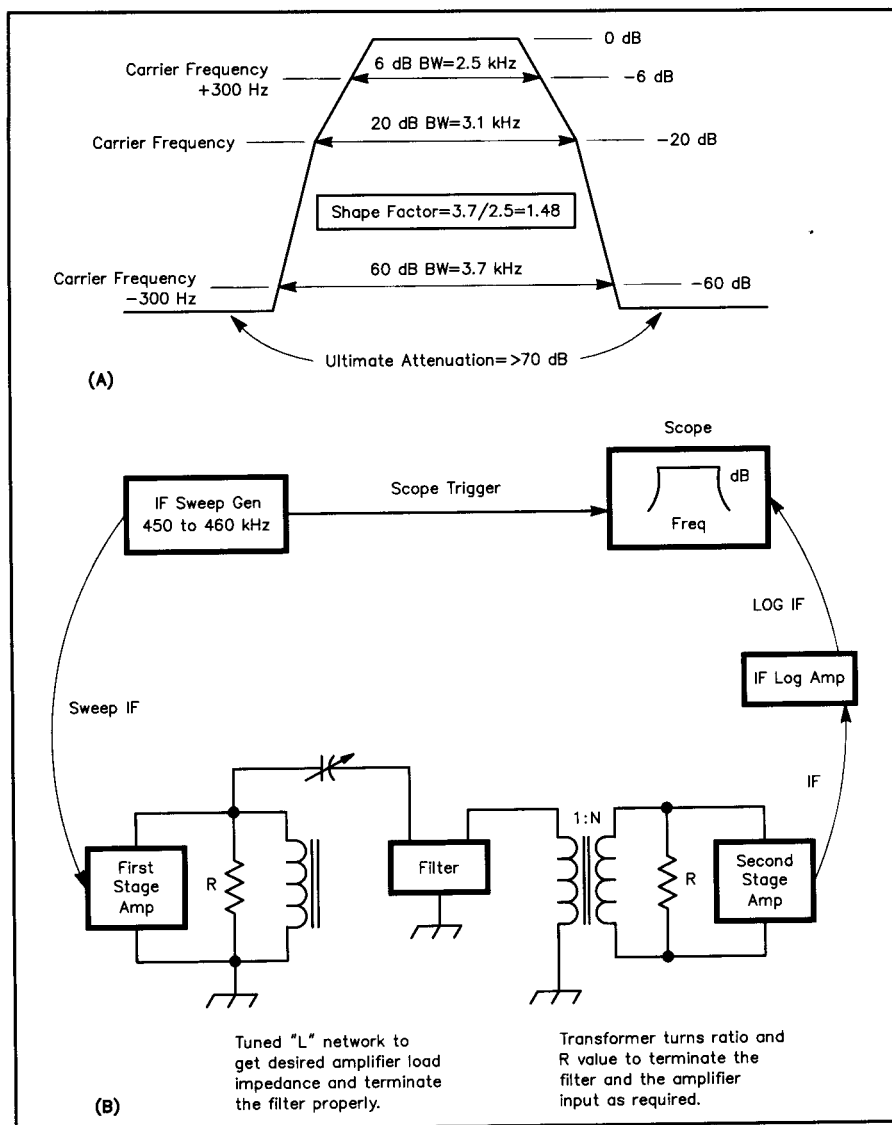 0 dB
Carrier Frequency
+300 Hz
6 dB BW=2.5 kHz
−6 dB
Carrier Frequency
20 dB BW=3.1 kHz
−20 dB
Shape Factor=3.7/2.5=1.48
Carrier Frequency
−300 Hz
60 dB BW=3.7 kHz
−60 dB
Ultimate Attenuation=>70 dB
(A)
Scope
IF Sweep Gen
450 to 460 kHz
Scope Trigger
dB
Freq
LOG IF
IF Log Amp
Sweep IF
IF
1:N
First
Stage
Amp
R
Filter
R
Second
Stage
Amp
Tuned "L" network to
get desired amplifier load
impedance and terminate
the filter properly.
Transformer turns ratio and
R value to terminate the
filter and the amplifier
input as required.
(B)